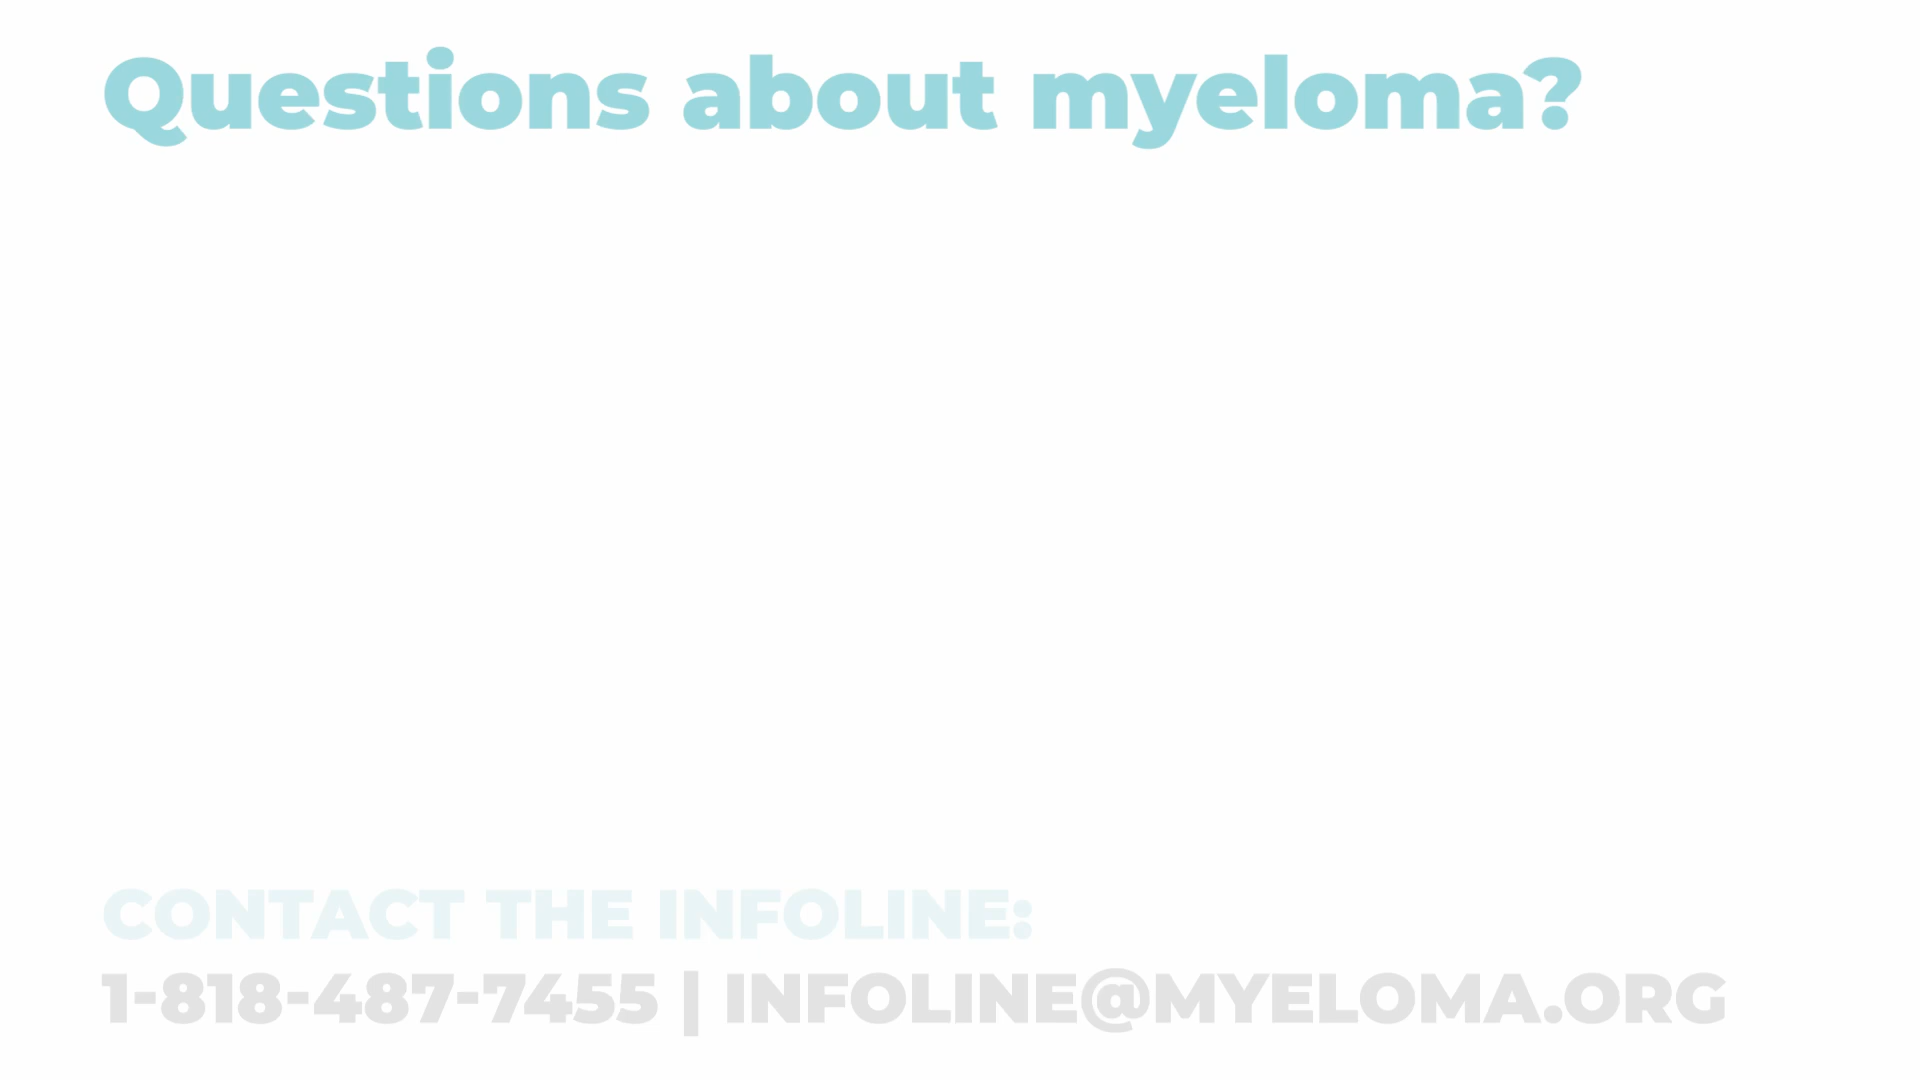 Questions about myeloma?
CONTACT THE INFOLINE:
1-818-487-7455 | INFOLINE@MYELOMA.ORG